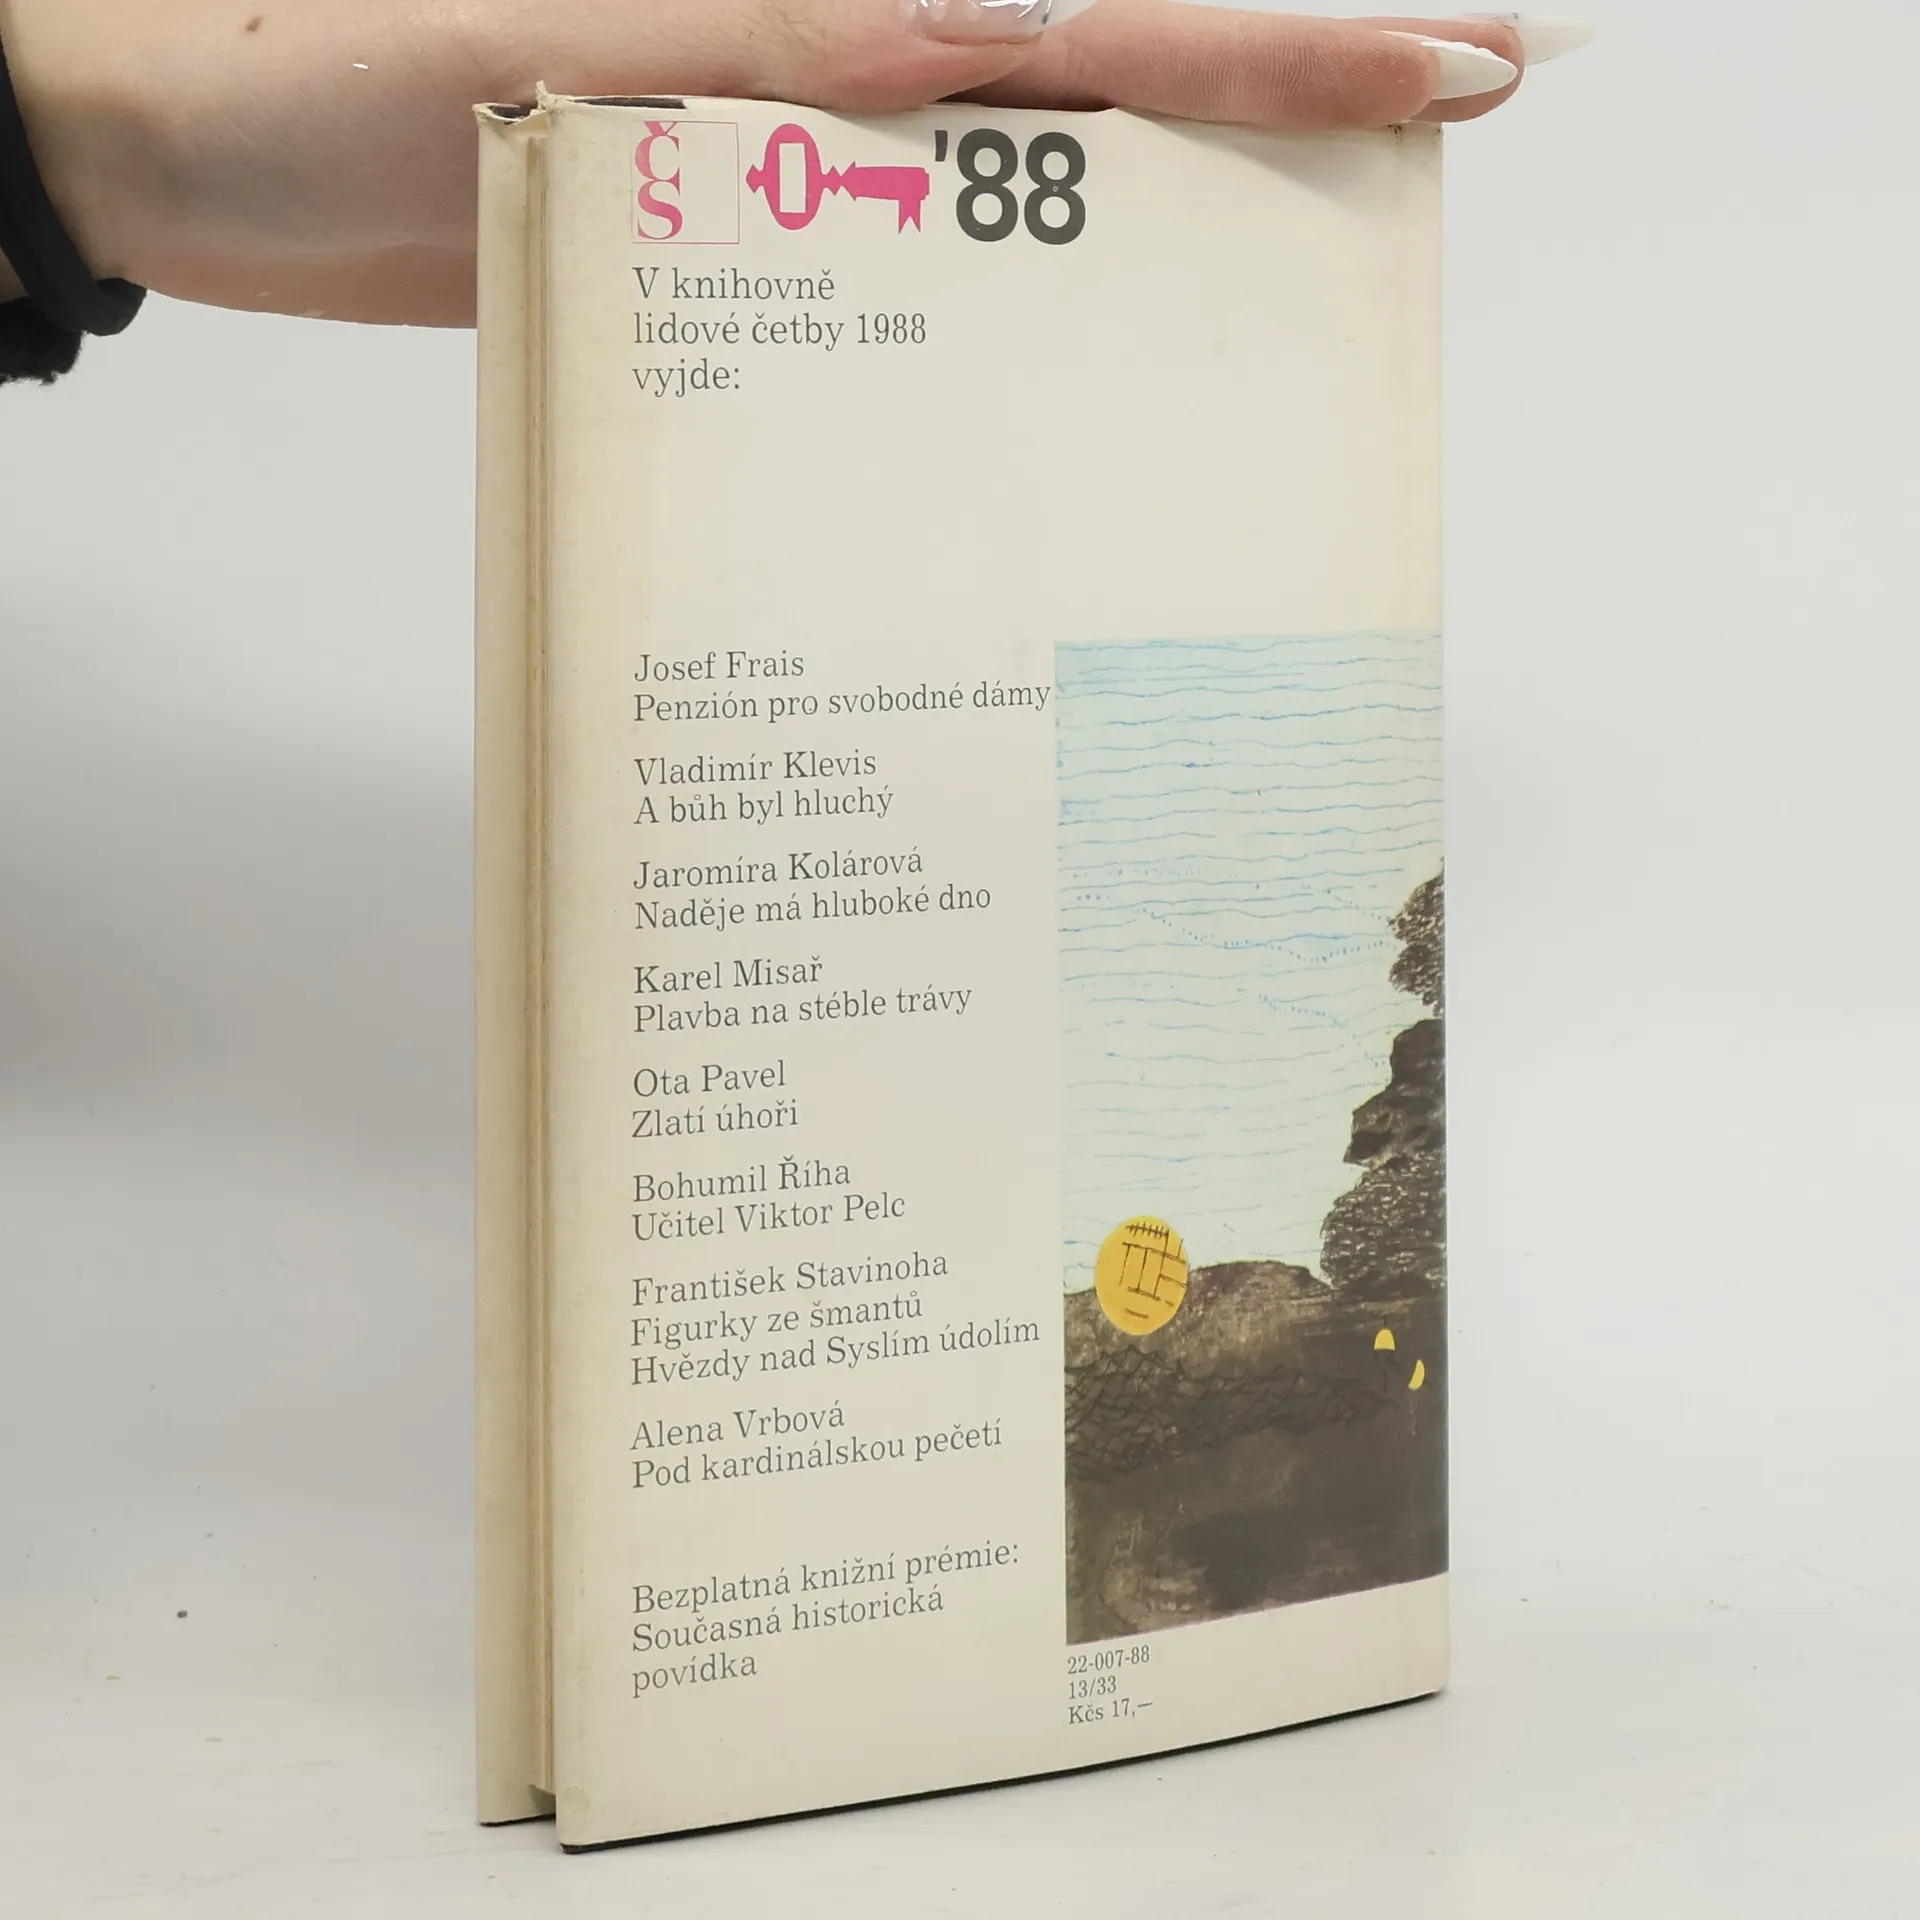 ČS
'88
V knihovně
lidové četby 1988
vyjde:
Josef Frais
Penzión pro svobodné dámy
Vladimír Klevis
A bůh byl hluchý
Jaromíra Kolárová
Naděje má hluboké dno
Karel Misař
Plavba na stéble trávy
Ota Pavel
Zlatí úhoři
Bohumil Říha
Učitel Viktor Pelc
František Stavinoha
Figurky ze šmantů
Hvězdy nad Syslím údolím
Alena Vrbová
Pod kardinálskou pečetí
Bezplatná knižní prémie:
Současná historická
povídka
22-007-88
13/33
Kčs 17,—